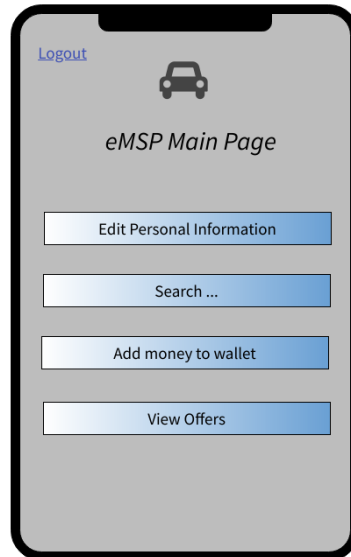 Logout
eMSP Main Page
Edit Personal Information
Search ...
Add money to wallet
View Offers